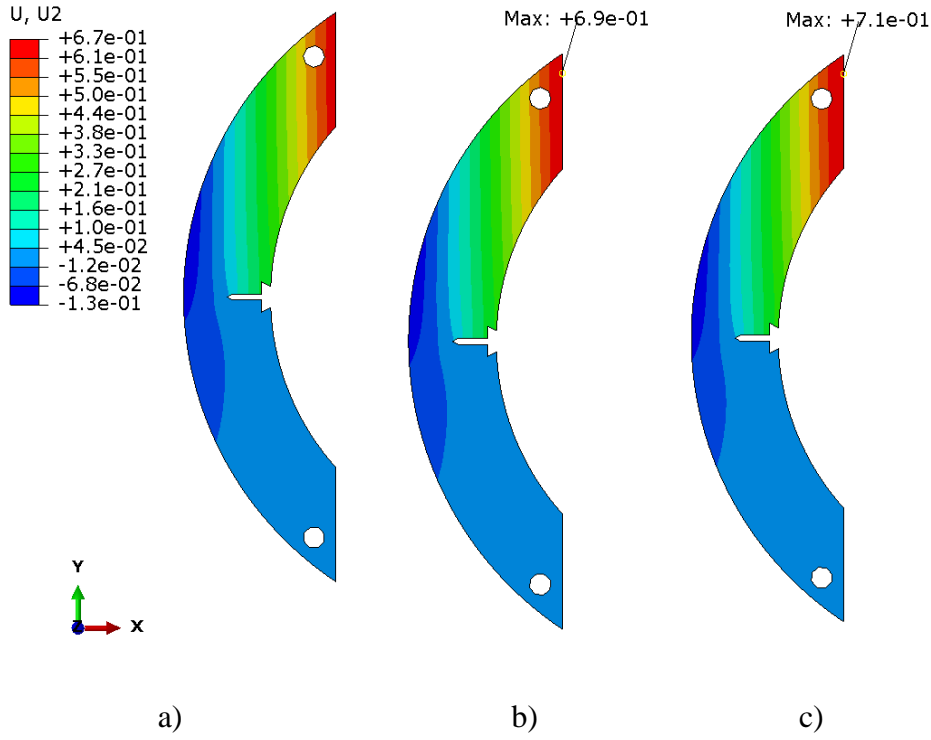 U, U2
+6.7e-01
+6.1e-01
+5.5e-01
+5.0e-01
+4.4e-01
+3.8e-01
+3.3e-01
+2.7e-01
+2.1e-01
+1.6e-01
+1.0e-01
+4.5e-02
-1.2e-02
-6.8e-02
-1.3e-01
Max: +6.9e-01
Max: +7.1e-01
Y
Z
X
a)
b)
c)